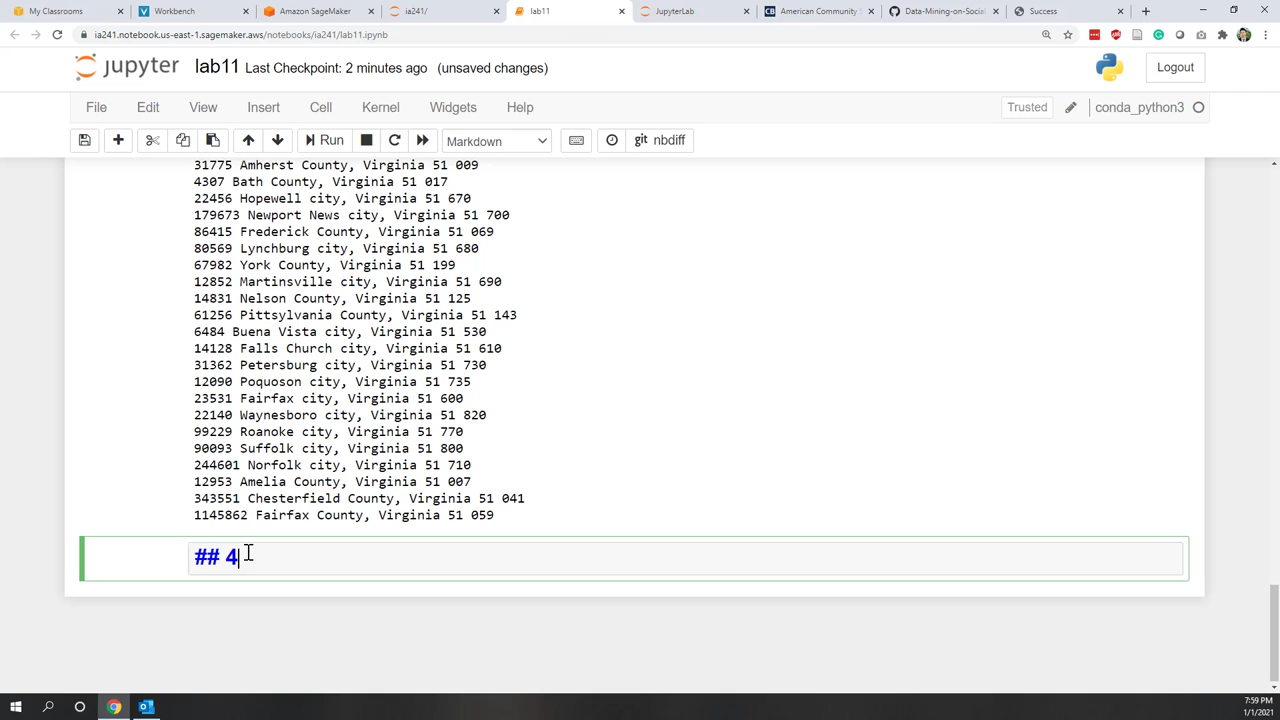 My Classrooms
Workbench
Amazon SageMaker
ia241/
lab11
JupyterLab
American Community
Data-Mining-on-Social
Success
ia241.notebook.us-east-1.sagemaker.aws/notebooks/ia241/lab11.ipynb
jupyter lab11 Last Checkpoint: 2 minutes ago (unsaved changes)
Logout
File Edit View Insert Cell Kernel Widgets Help
Trusted conda_python3
Run Markdown git nbdiff
31775 Amherst County, Virginia 51 009
4307 Bath County, Virginia 51 017
22456 Hopewell city, Virginia 51 670
179673 Newport News city, Virginia 51 700
86415 Frederick County, Virginia 51 069
80569 Lynchburg city, Virginia 51 680
67982 York County, Virginia 51 199
12852 Martinsville city, Virginia 51 690
14831 Nelson County, Virginia 51 125
61256 Pittsylvania County, Virginia 51 143
6484 Buena Vista city, Virginia 51 530
14128 Falls Church city, Virginia 51 610
31362 Petersburg city, Virginia 51 730
12090 Poquoson city, Virginia 51 735
23531 Fairfax city, Virginia 51 600
22140 Waynesboro city, Virginia 51 820
99229 Roanoke city, Virginia 51 770
90093 Suffolk city, Virginia 51 800
244601 Norfolk city, Virginia 51 710
12953 Amelia County, Virginia 51 007
343551 Chesterfield County, Virginia 51 041
1145862 Fairfax County, Virginia 51 059
## 4
7:59 PM
1/1/2021